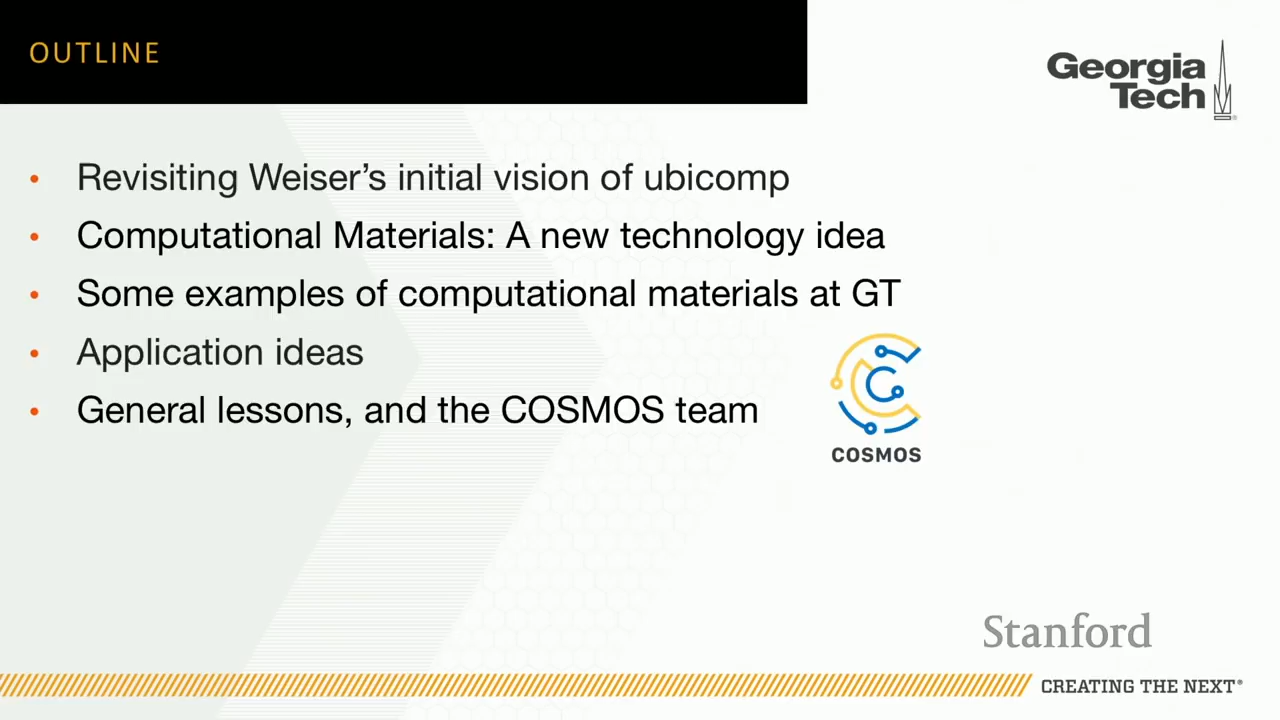 OUTLINE
Georgia
Tech
• Revisiting Weiser’s initial vision of ubicomp
• Computational Materials: A new technology idea
• Some examples of computational materials at GT
• Application ideas
• General lessons, and the COSMOS team
COSMOS
Stanford
CREATING THE NEXT®